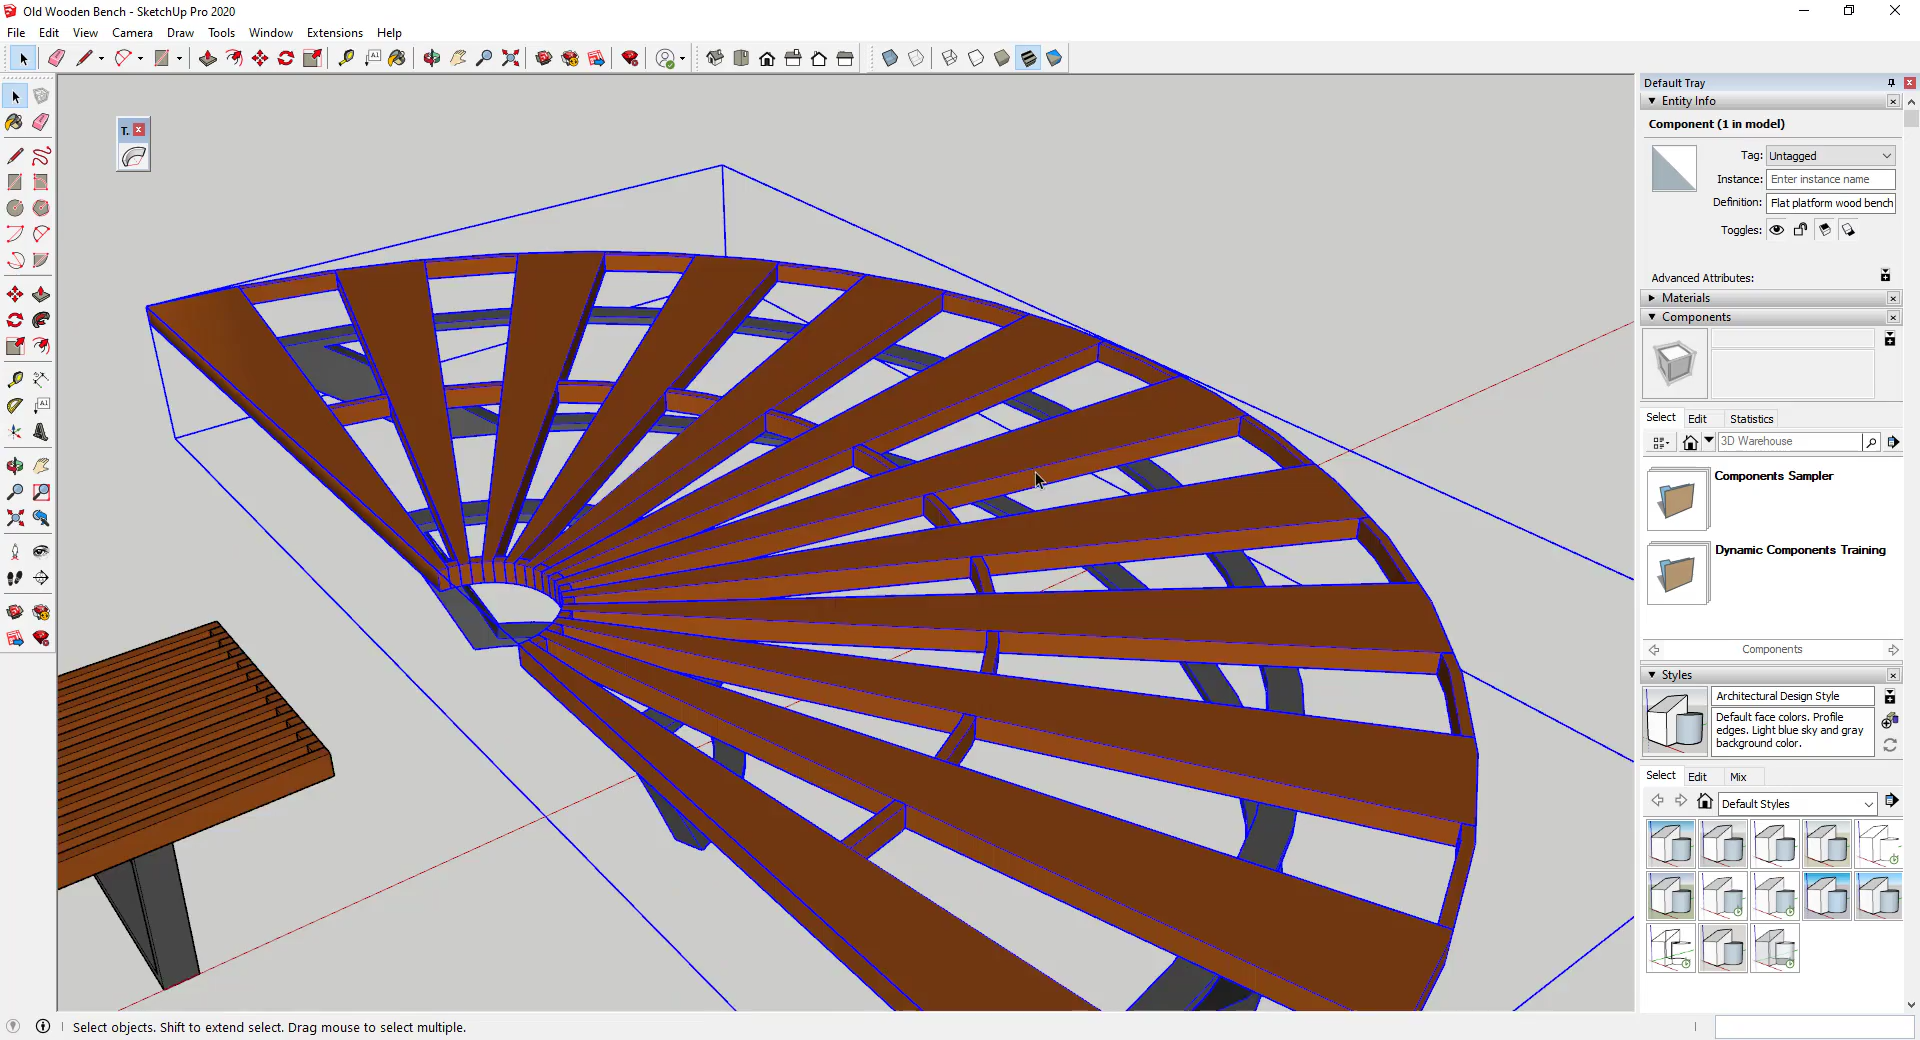 Old Wooden Bench - SketchUp Pro 2020
File Edit View Camera Draw Tools Window Extensions Help
A1
T.
A1
Default Tray
Entity Info
Component (1 in model)
Tag: Untagged
Instance: Enter instance name
Definition: Flat platform wood bench
Toggles:
Advanced Attributes:
Materials
Components
Select Edit Statistics
3D Warehouse
Components Sampler
Dynamic Components Training
Components
Styles
Architectural Design Style
Default face colors. Profile
edges. Light blue sky and gray
background color.
Select Edit Mix
Default Styles
Select objects. Shift to extend select. Drag mouse to select multiple.